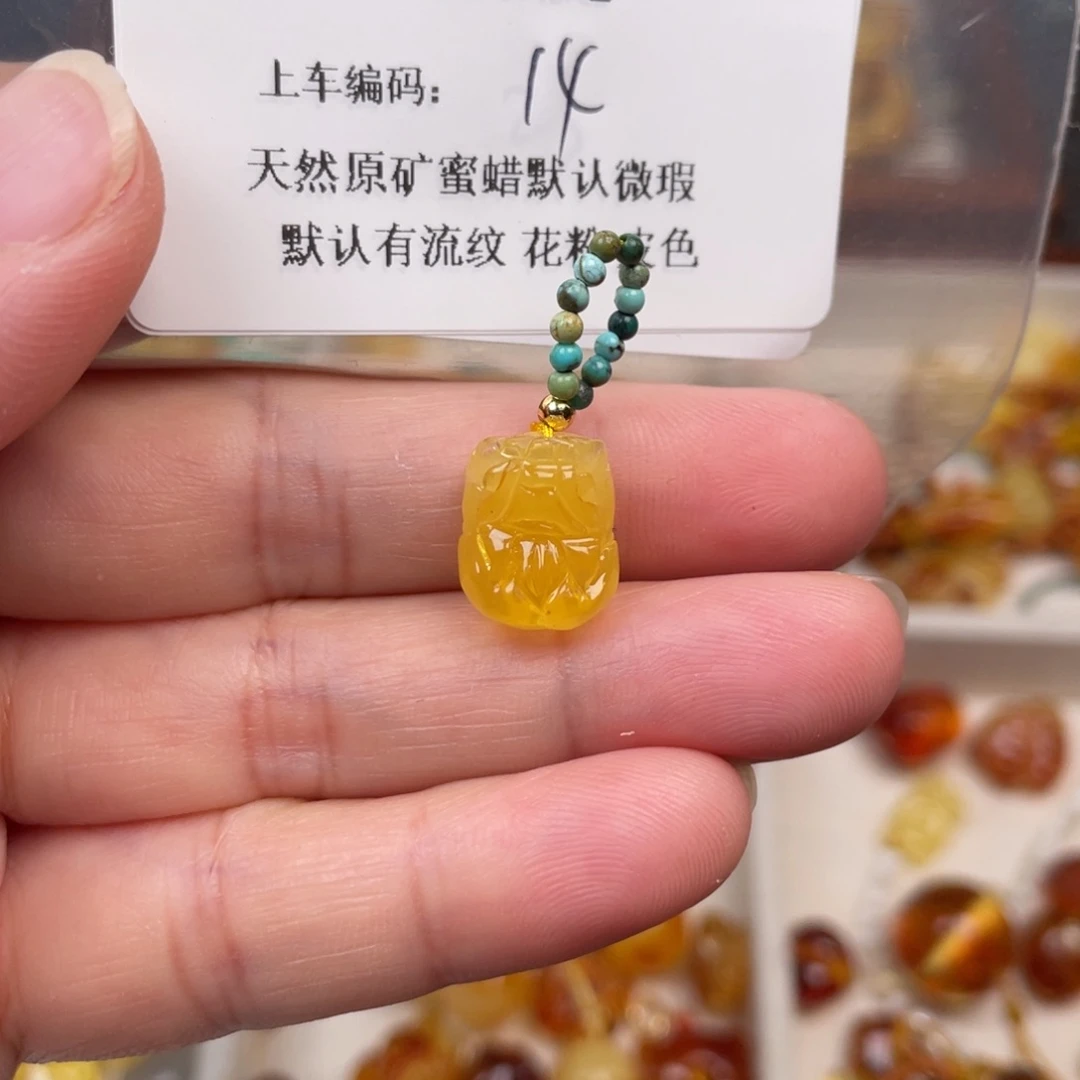 上车编码：14
天然原矿蜜蜡默认微瑕
默认有流纹 花粉 皮色